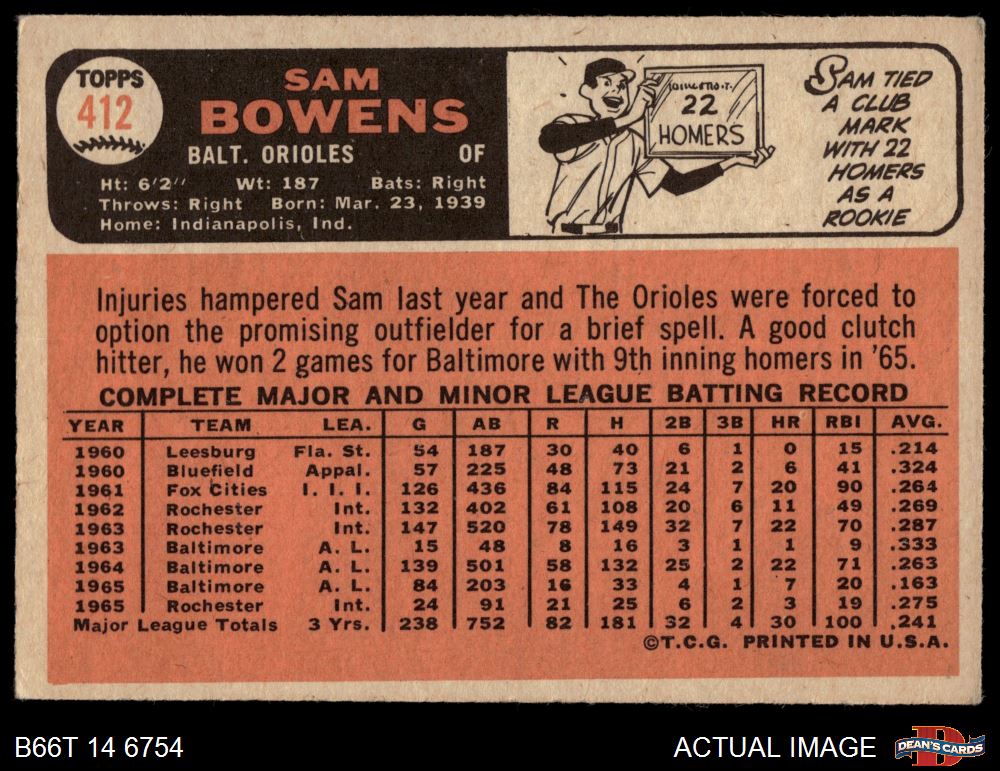 TOPPS
412
SAM
BOWENS
BALT. ORIOLES OF
Ht: 6'2" Wt: 187 Bats: Right
Throws: Right Born: Mar. 23, 1939
Home: Indianapolis, Ind.
22
HOMERS
SAM TIED
A CLUB
MARK
WITH 22
HOMERS
AS A
ROOKIE
Injuries hampered Sam last year and The Orioles were forced to
option the promising outfielder for a brief spell. A good clutch
hitter, he won 2 games for Baltimore with 9th inning homers in '65.
COMPLETE MAJOR AND MINOR LEAGUE BATTING RECORD
YEAR TEAM LEA. G AB R H 2B 3B HR RBI AVG.
1960 Leesburg Fla. St. 54 187 30 40 6 1 0 15 .214
1960 Bluefield Appal. 57 225 48 73 21 2 6 41 .324
1961 Fox Cities I. I. I. 126 436 84 115 24 7 20 90 .264
1962 Rochester Int. 132 402 61 108 20 6 11 49 .269
1963 Rochester Int. 147 520 78 149 32 7 22 70 .287
1963 Baltimore A. L. 15 48 8 16 3 1 1 9 .333
1964 Baltimore A. L. 139 501 58 132 25 2 22 71 .263
1965 Baltimore A. L. 84 203 16 33 4 1 7 20 .163
1965 Rochester Int. 24 91 21 25 6 2 3 19 .275
Major League Totals 3 Yrs. 238 752 82 181 32 4 30 100 .241
©T.C.G. PRINTED IN U.S.A.
B66T 14 6754 ACTUAL IMAGE
DEAN'S CARDS